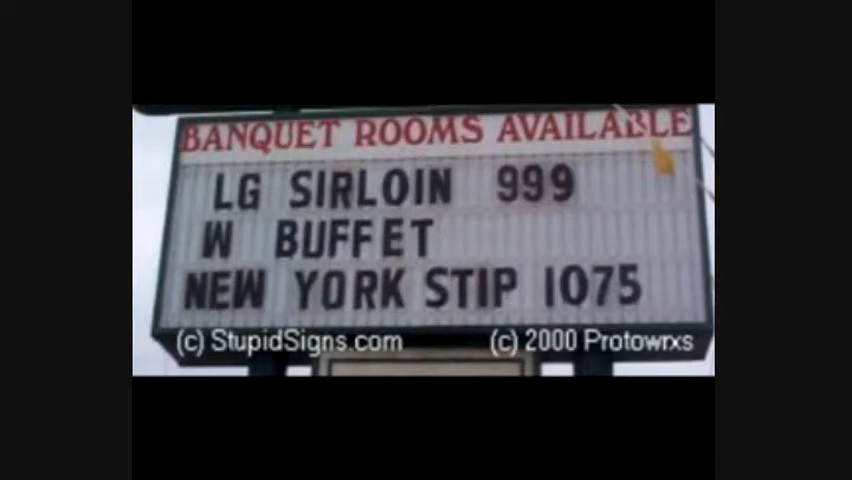 BANQUET ROOMS AVAILABLE
LG SIRLOIN 999
W BUFFET
NEW YORK STIP 1075
(c) StupidSigns.com (c) 2000 Protowrxs